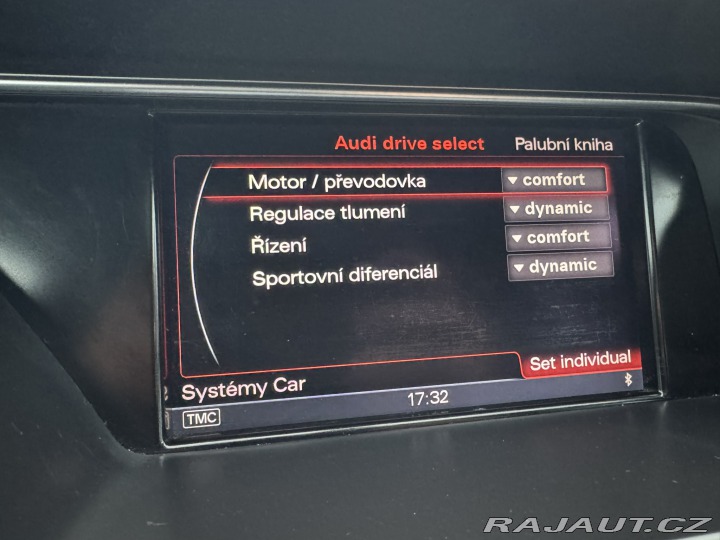 Audi drive select Palubní kniha
Motor / převodovka comfort
Regulace tlumení dynamic
Řízení comfort
Sportovní diferenciál dynamic
Set individual
Systémy Car
17:32
TMC
RAJAUT.CZ